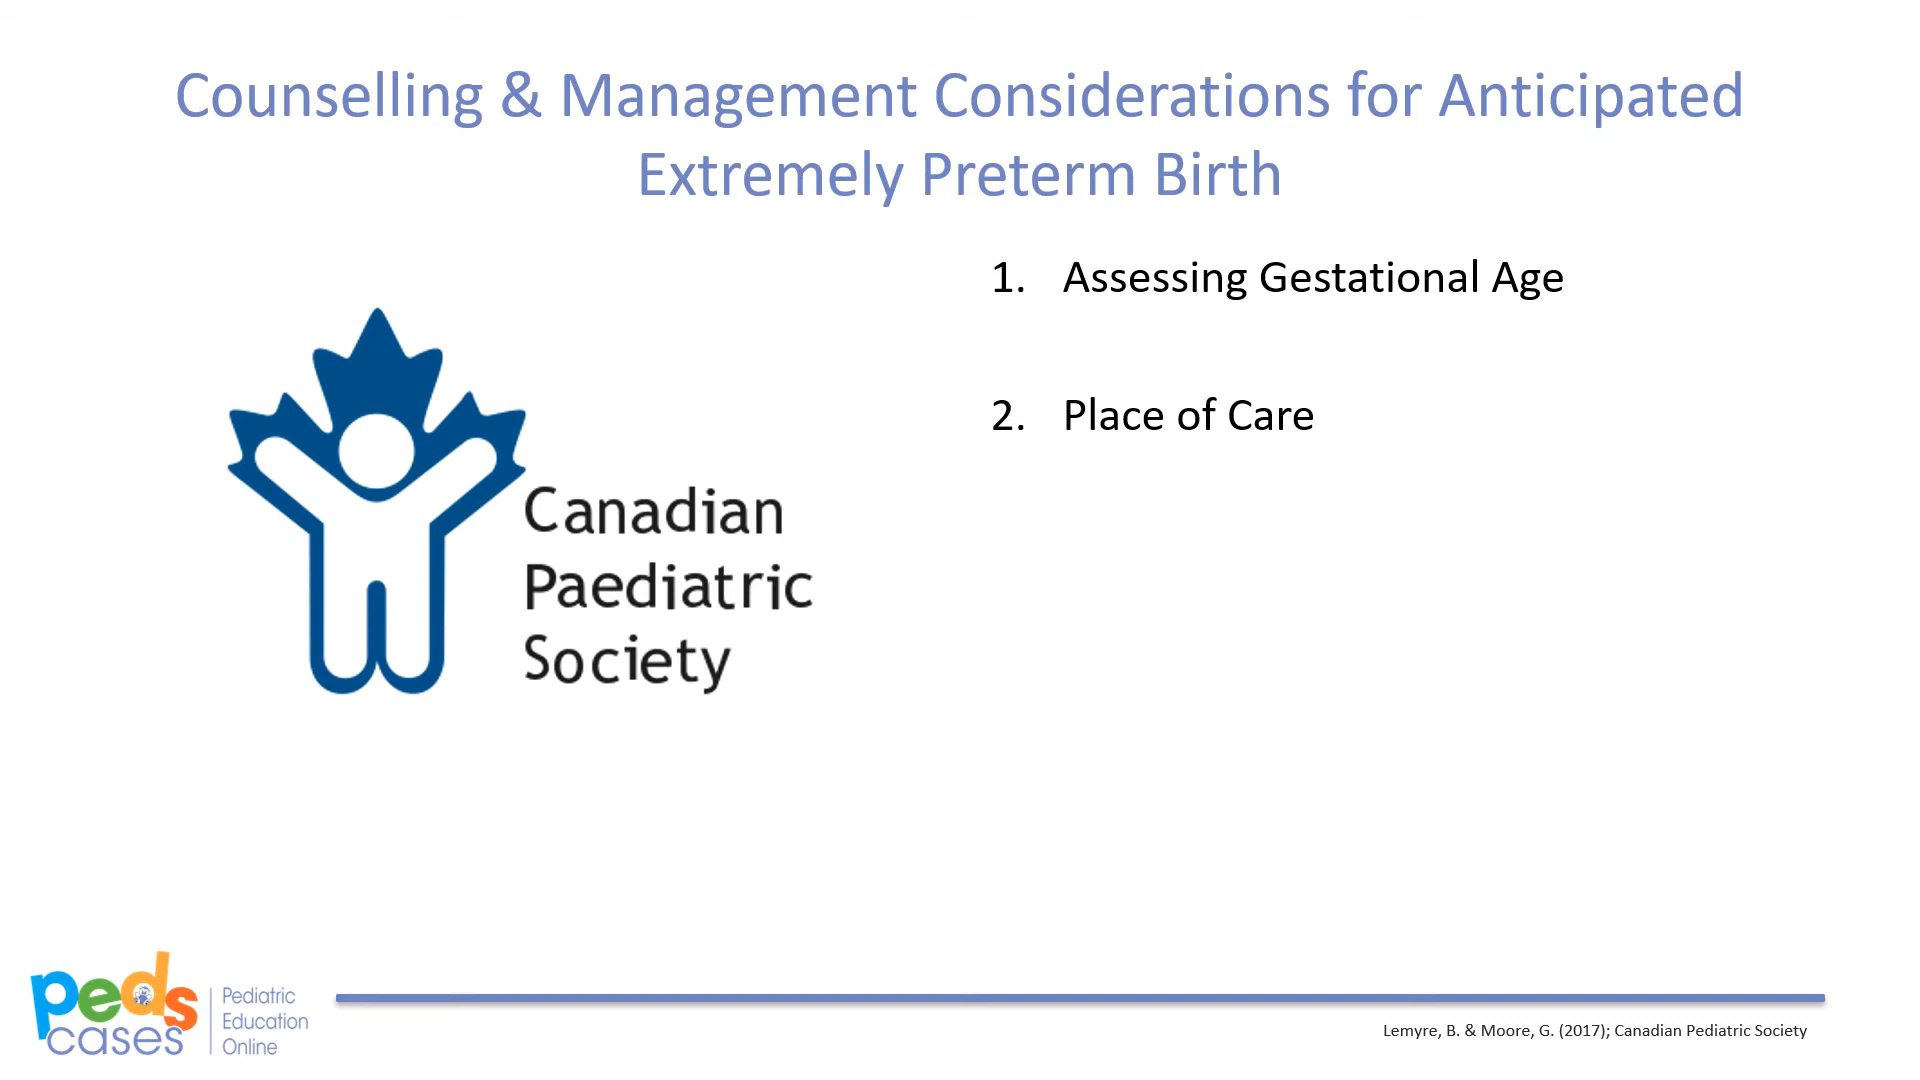 Counselling & Management Considerations for Anticipated
Extremely Preterm Birth
1. Assessing Gestational Age
2. Place of Care
Canadian
Paediatric
Society
peds
cases
Pediatric
Education
Online
Lemyre, B. & Moore, G. (2017); Canadian Pediatric Society